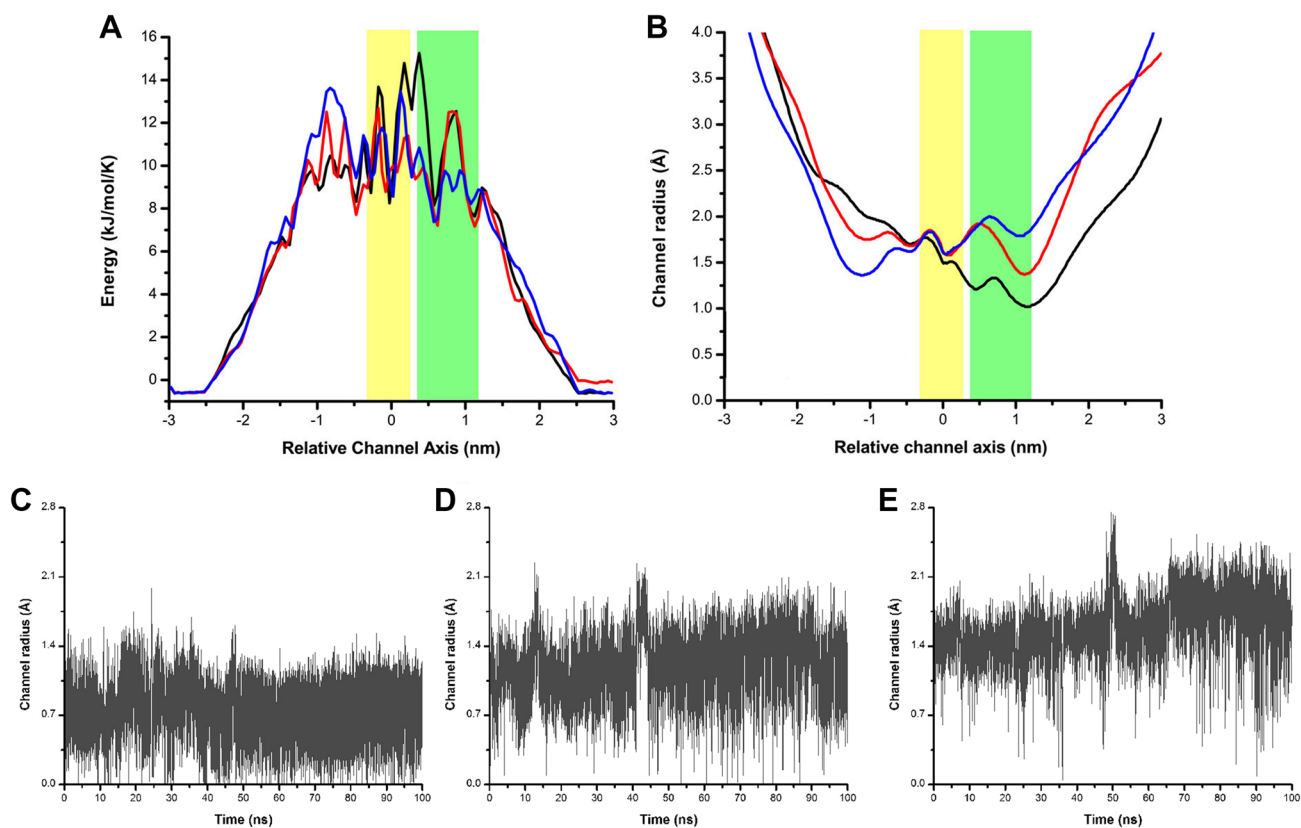 A
Energy (kJ/mol/K)
16
14
12
10
8
6
4
2
0
-3 -2 -1 0 1 2 3
Relative Channel Axis (nm)
B
Channel radius (Å)
4.0
3.5
3.0
2.5
2.0
1.5
1.0
0.5
0.0
-3 -2 -1 0 1 2 3
Relative channel axis (nm)
C
Channel radius (Å)
2.8
2.1
1.4
0.7
0.0
0 10 20 30 40 50 60 70 80 90 100
Time (ns)
D
Channel radius (Å)
2.8
2.1
1.4
0.7
0.0
0 10 20 30 40 50 60 70 80 90 100
Time (ns)
E
Channel radius (Å)
2.8
2.1
1.4
0.7
0.0
0 10 20 30 40 50 60 70 80 90 100
Time (ns)